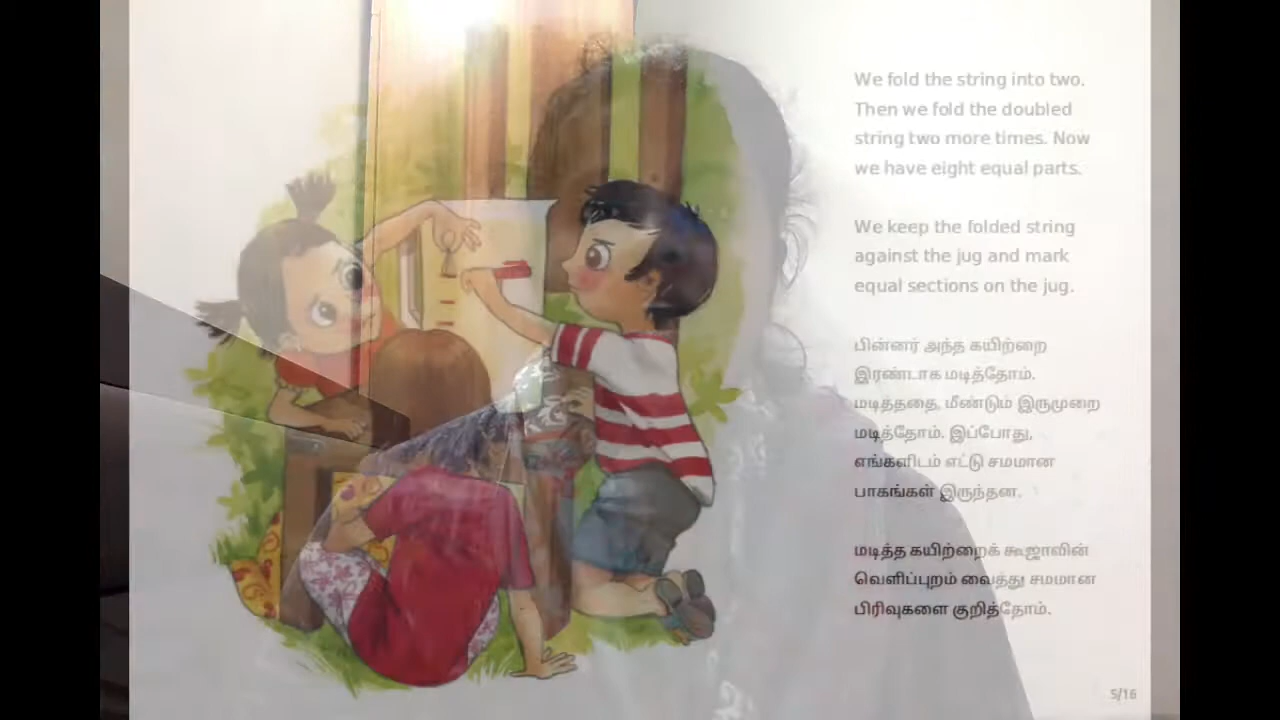 We fold the string into two.
Then we fold the doubled
string two more times. Now
we have eight equal parts.
We keep the folded string
against the jug and mark
equal sections on the jug.
பின்னர் அந்த கயிற்றை
இரண்டாக மடித்தோம்.
மடித்ததை, மீண்டும் இருமுறை
மடித்தோம். இப்போது,
எங்களிடம் எட்டு சமமான
பாகங்கள் இருந்தன.
மடித்த கயிற்றைக் கூஜாவின்
வெளிப்புறம் வைத்து சமமான
பிரிவுகளை குறித்தோம்.
5/16